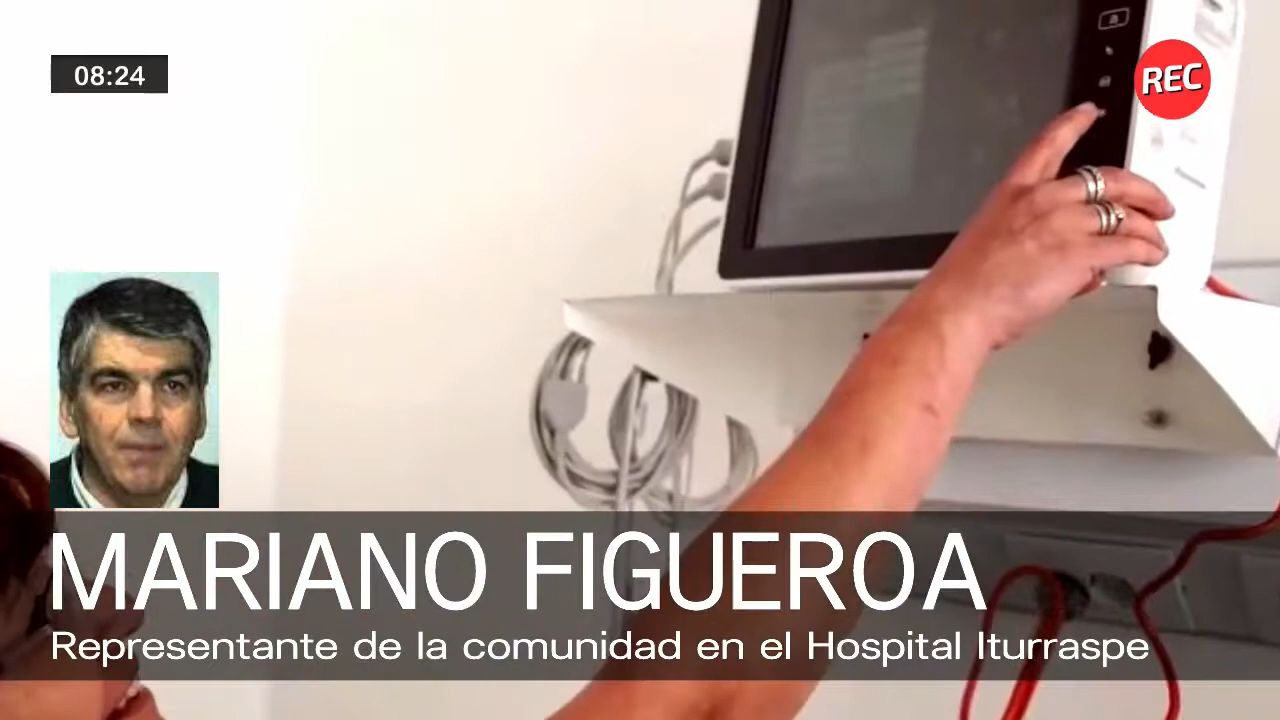 08:24
REC
MARIANO FIGUEROA
Representante de la comunidad en el Hospital Iturraspe